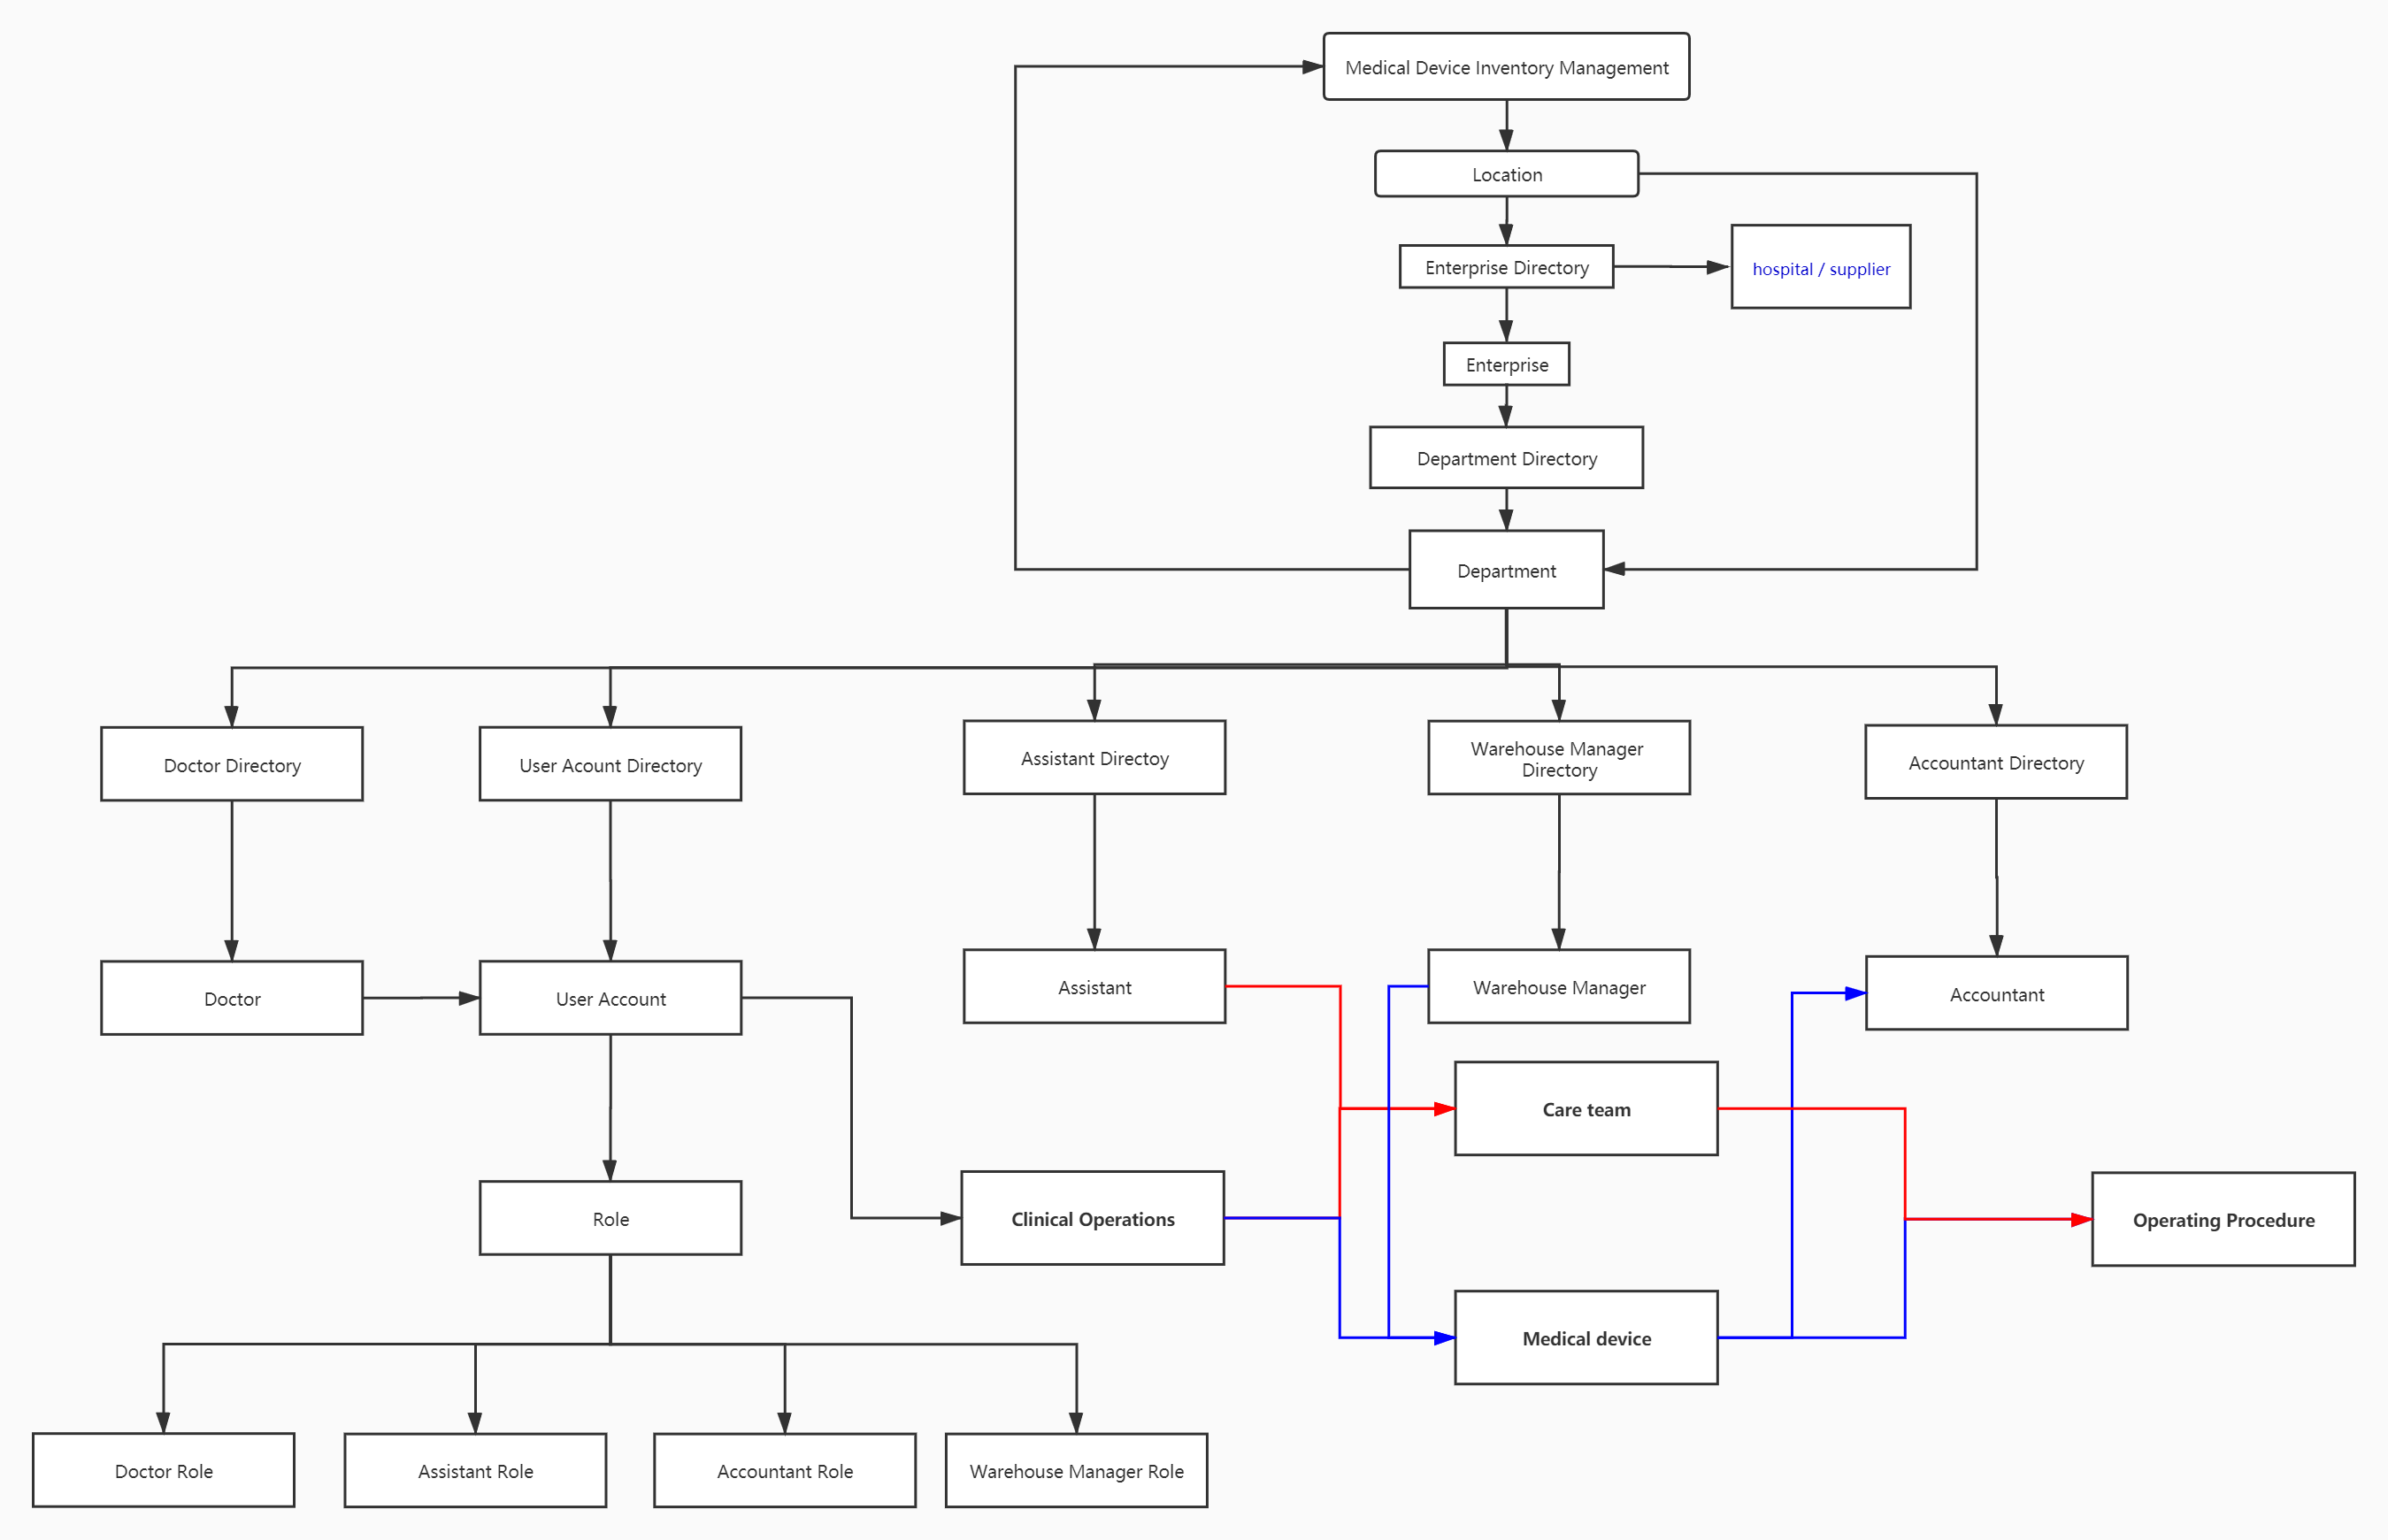 Medical Device Inventory Management
Location
Enterprise Directory
hospital / supplier
Enterprise
Department Directory
Department
Doctor Directory
User Acount Directory
Assistant Directoy
Warehouse Manager
Directory
Accountant Directory
Doctor
User Account
Assistant
Warehouse Manager
Accountant
Care team
Role
Clinical Operations
Operating Procedure
Medical device
Doctor Role
Assistant Role
Accountant Role
Warehouse Manager Role